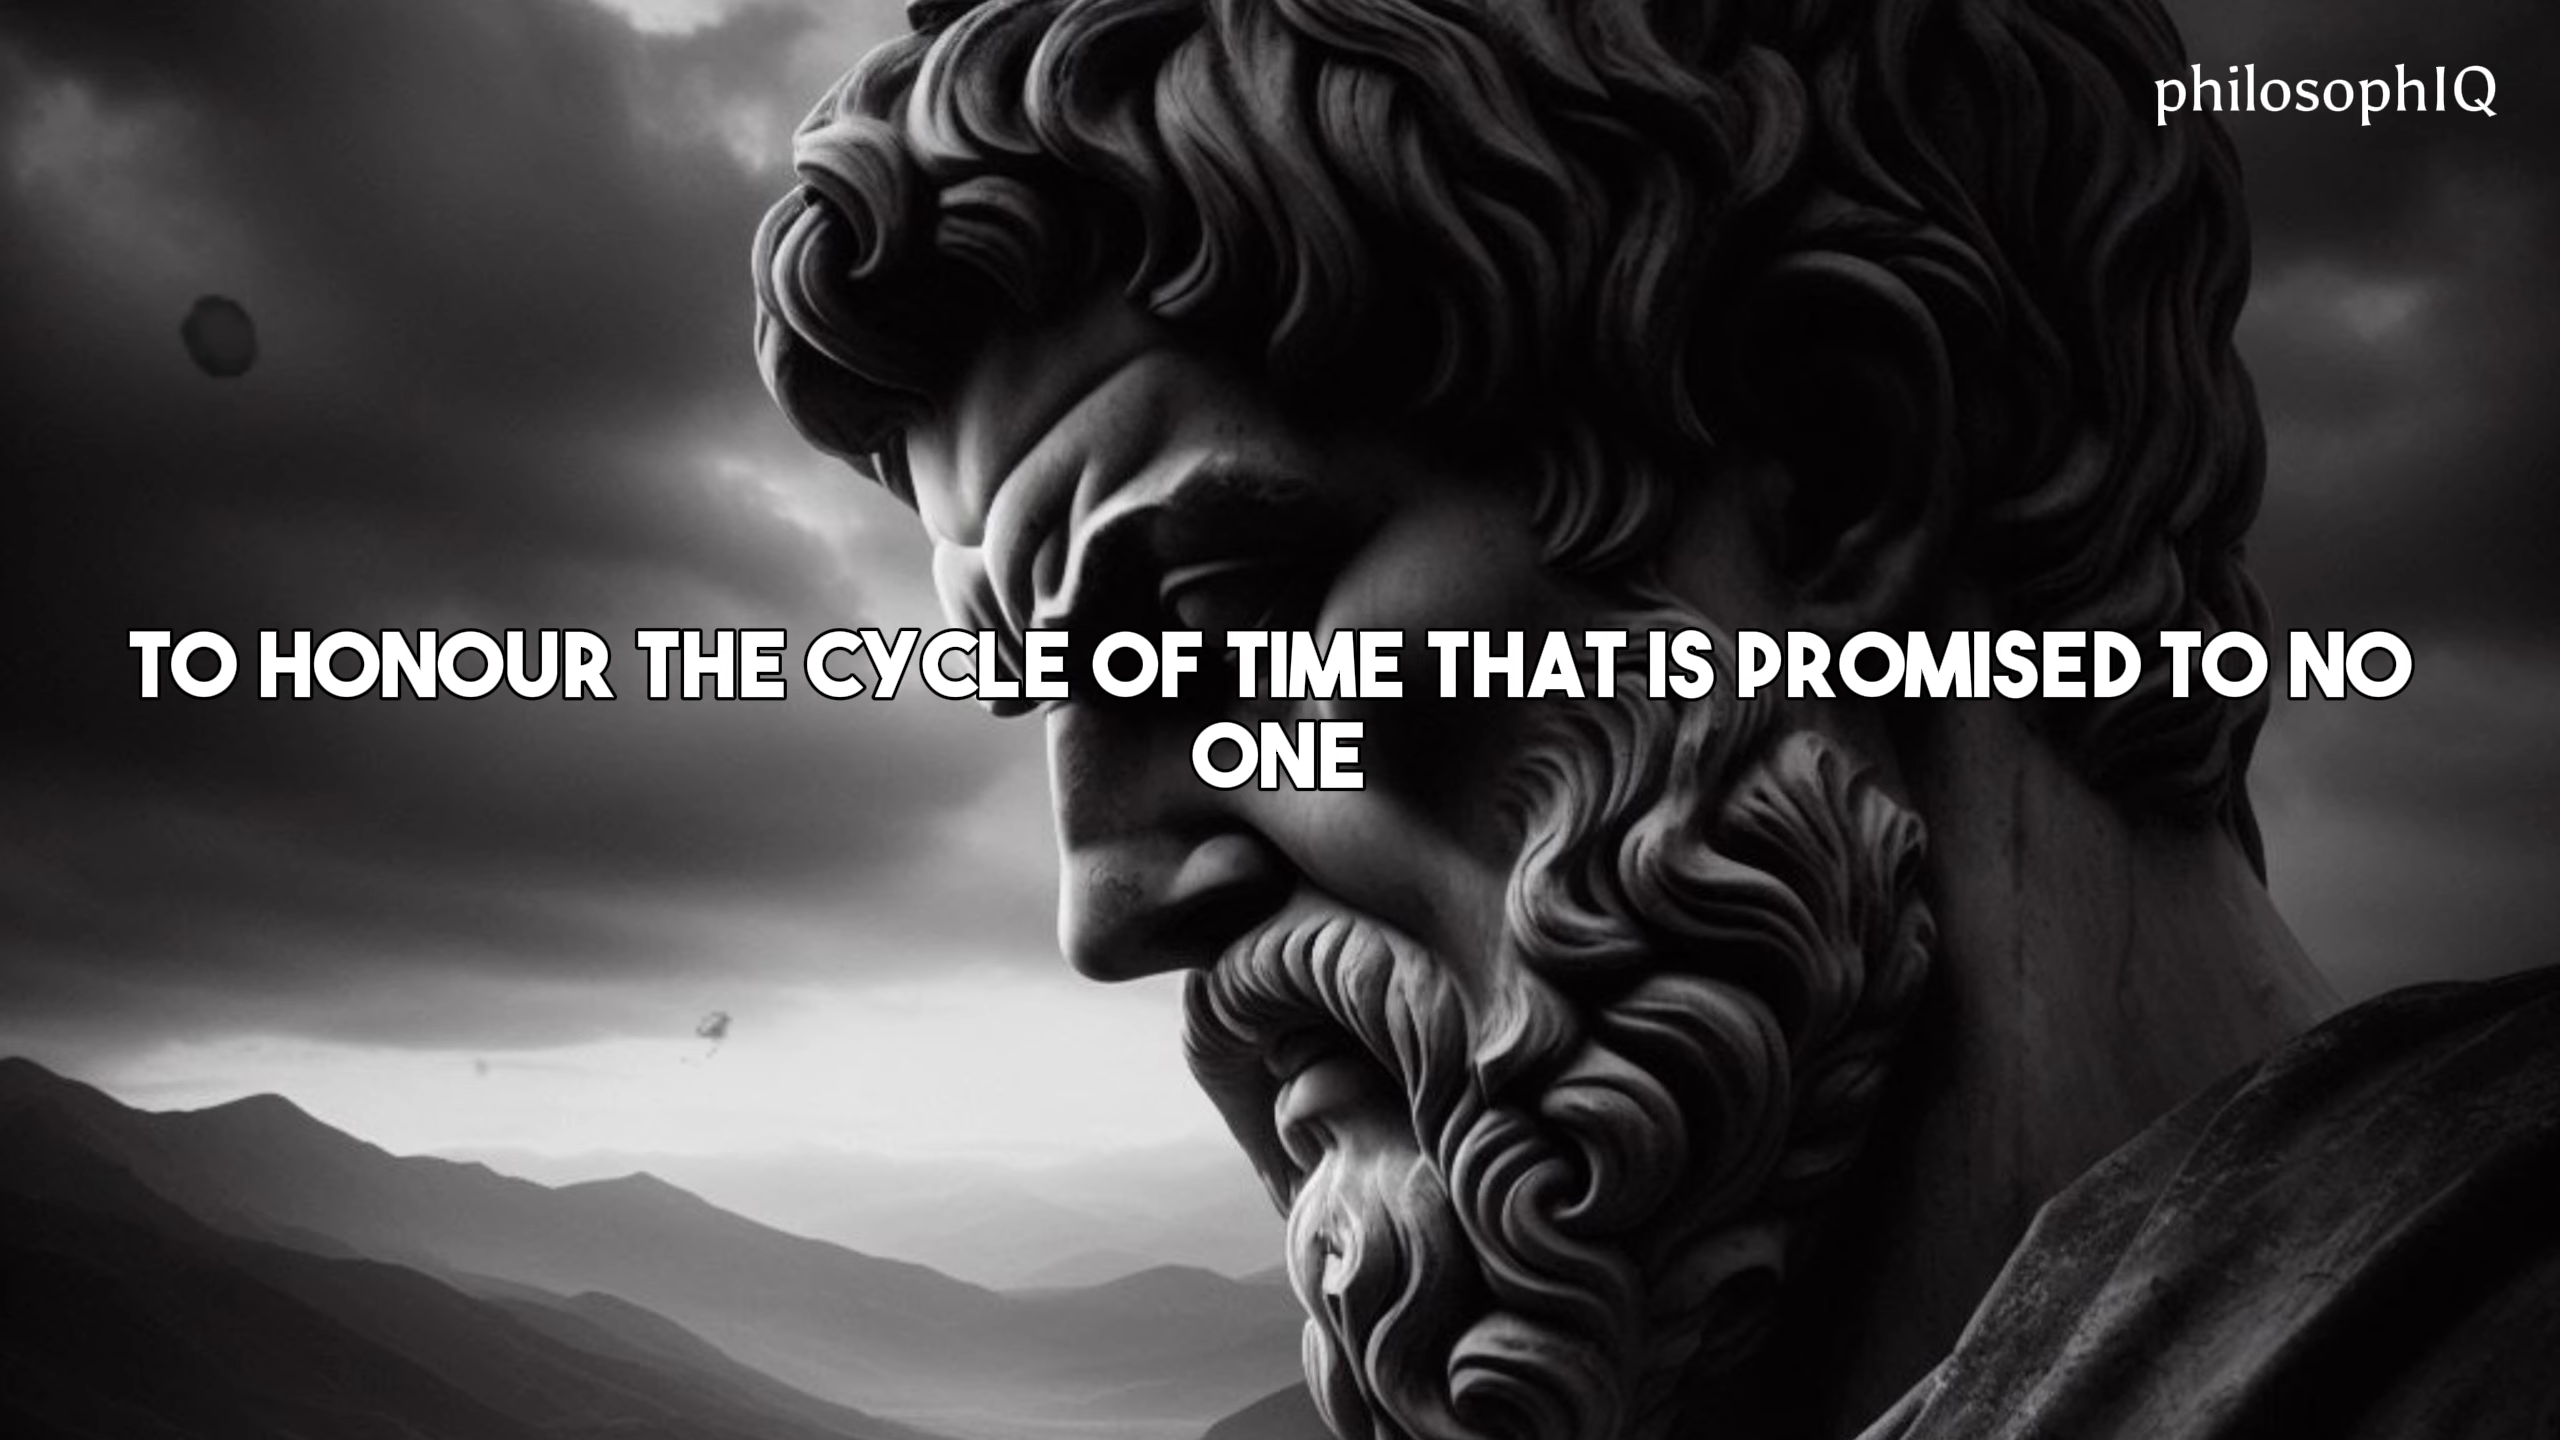 philosophIQ
TO HONOUR THE CYCLE OF TIME THAT IS PROMISED TO NO
ONE